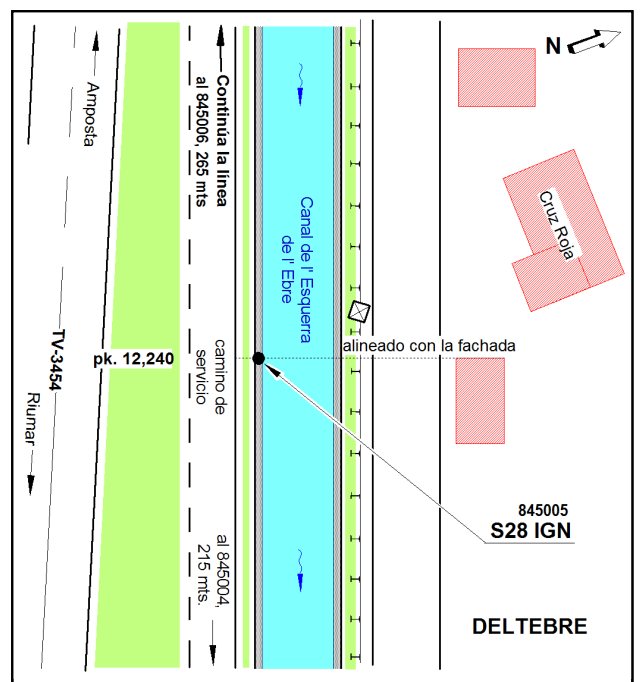 N
Amposta
Continúa la línea
al 845006, 265 mts
Canal de l' Esquerra
de l' Ebre
Cruz Roja
TV-3454
pk. 12,240
camino de
servicio
alineado con la fachada
Riumar
845005
S28 IGN
al 845004,
215 mts.
DELTEBRE